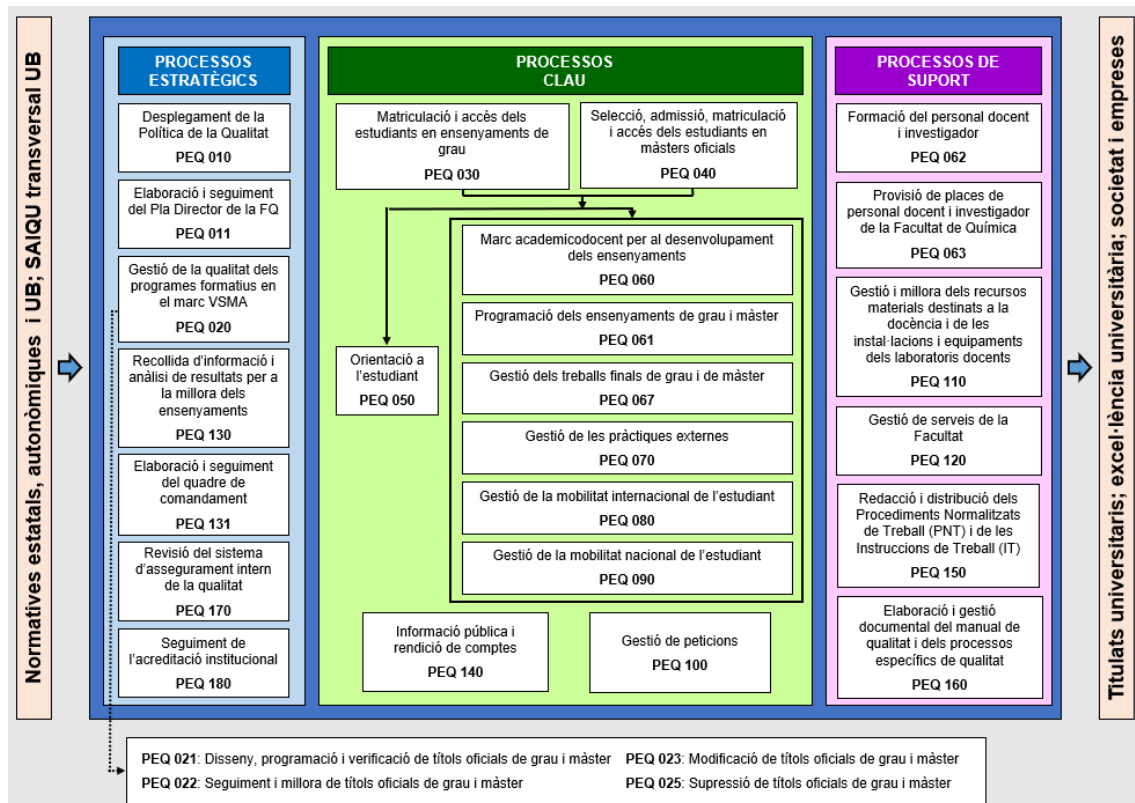 Normatives estatals, autonòmiques i UB; SAIQU transversal UB
PROCESSOS
ESTRATÈGICS
Desplegament de la
Política de la Qualitat
PEQ 010
Elaboració i seguiment
del Pla Director de la FQ
PEQ 011
Gestió de la qualitat dels
programes formatius en
el marc VSMA
PEQ 020
Recollida d’informació i
anàlisi de resultats per a
la millora dels
ensenyaments
PEQ 130
Elaboració i seguiment
del quadre de
comandament
PEQ 131
Revisió del sistema
d’assegurament intern
de la qualitat
PEQ 170
Seguiment de
l’acreditació institucional
PEQ 180
PROCESSOS
CLAU
Matriculació i accés dels
estudiants en ensenyaments de
grau
PEQ 030
Selecció, admissió, matriculació
i accés dels estudiants en
màsters oficials
PEQ 040
Orientació a
l’estudiant
PEQ 050
Marc academicodocent per al desenvolupament
dels ensenyaments
PEQ 060
Programació dels ensenyaments de grau i màster
PEQ 061
Gestió dels treballs finals de grau i de màster
PEQ 067
Gestió de les pràctiques externes
PEQ 070
Gestió de la mobilitat internacional de l’estudiant
PEQ 080
Gestió de la mobilitat nacional de l’estudiant
PEQ 090
Informació pública i
rendició de comptes
PEQ 140
Gestió de peticions
PEQ 100
PROCESSOS DE
SUPORT
Formació del personal docent
i investigador
PEQ 062
Provisió de places de
personal docent i investigador
de la Facultat de Química
PEQ 063
Gestió i millora dels recursos
materials destinats a la
docència i de les
instal·lacions i equipaments
dels laboratoris docents
PEQ 110
Gestió de serveis de la
Facultat
PEQ 120
Redacció i distribució dels
Procediments Normalitzats
de Treball (PNT) i de les
Instruccions de Treball (IT)
PEQ 150
Elaboració i gestió
documental del manual de
qualitat i dels processos
específics de qualitat
PEQ 160
Titulats universitaris; excel·lència universitària; societat i empreses
PEQ 021: Disseny, programació i verificació de títols oficials de grau i màster
PEQ 023: Modificació de títols oficials de grau i màster
PEQ 022: Seguiment i millora de títols oficials de grau i màster
PEQ 025: Supressió de títols oficials de grau i màster